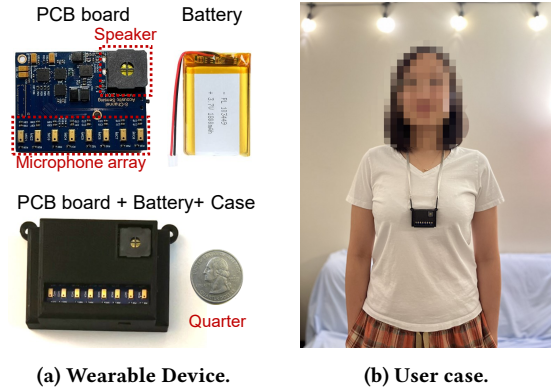 PCB board
Battery
Speaker
Microphone array
PCB board + Battery+ Case
Quarter
(a) Wearable Device.
(b) User case.